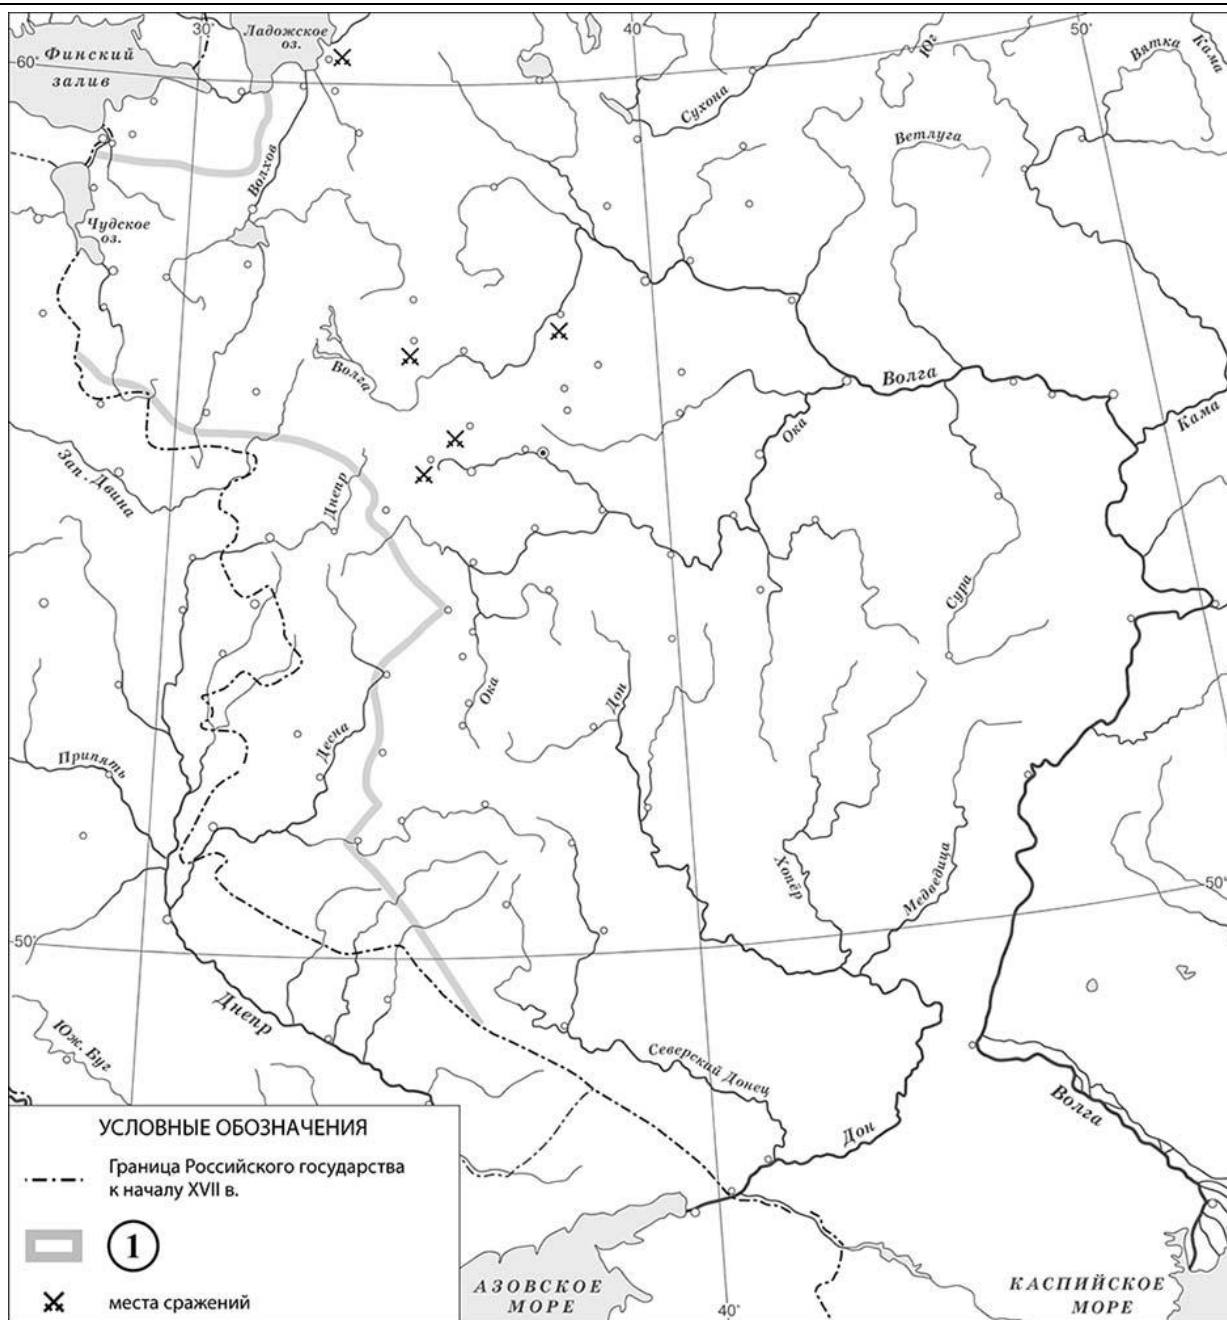 30°
Ладожское
оз.
40°
50°
Финский
залив
60°
Юг
Вятка
Кама
Сухона
Волхов
Ветлуга
Чудское
оз.
Волга
Волга
Ока
Кама
Зап. Двина
Днепр
Сура
Ока
Дон
Десна
Припять
Хопёр
Медведица
50°
50°
Днепр
Юж. Буг
Северский Донец
Дон
Волга
УСЛОВНЫЕ ОБОЗНАЧЕНИЯ
Граница Российского государства
к началу XVII в.
1
места сражений
АЗОВСКОЕ
МОРЕ
40°
КАСПИЙСКОЕ
МОРЕ